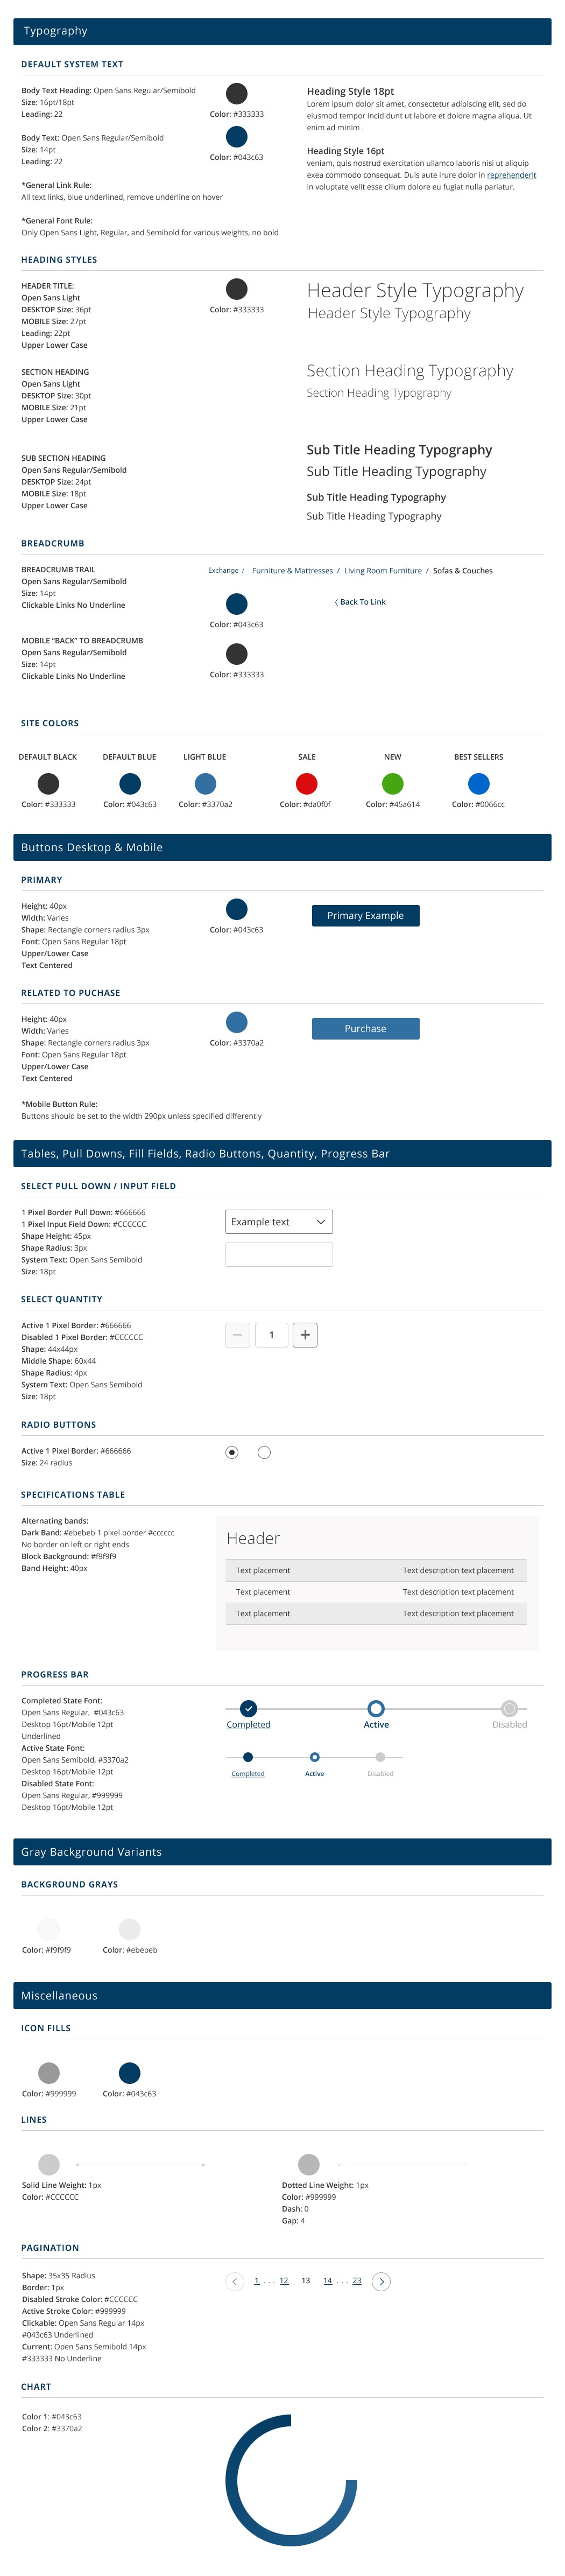 Typography
DEFAULT SYSTEM TEXT
Body Text Heading: Open Sans Regular/Semibold
Size: 16pt/18pt
Leading: 22
Color: #333333
Body Text: Open Sans Regular/Semibold
Size: 14pt
Leading: 22
Color: #043c63
*General Link Rule:
All text links, blue underlined, remove underline on hover
*General Font Rule:
Only Open Sans Light, Regular, and Semibold for various weights, no bold
Heading Style 18pt
Lorem ipsum dolor sit amet, consectetur adipiscing elit, sed do
eiusmod tempor incididunt ut labore et dolore magna aliqua. Ut
enim ad minim .
Heading Style 16pt
veniam, quis nostrud exercitation ullamco laboris nisi ut aliquip
exea commodo consequat. Duis aute irure dolor in reprehenderit
in voluptate velit esse cillum dolore eu fugiat nulla pariatur.
HEADING STYLES
HEADER TITLE:
Open Sans Light
DESKTOP Size: 36pt
MOBILE Size: 27pt
Leading: 22pt
Upper Lower Case
Color: #333333
Header Style Typography
Header Style Typography
SECTION HEADING
Open Sans Light
DESKTOP Size: 30pt
MOBILE Size: 21pt
Upper Lower Case
Section Heading Typography
Section Heading Typography
SUB SECTION HEADING
Open Sans Regular/Semibold
DESKTOP Size: 24pt
MOBILE Size: 18pt
Upper Lower Case
Sub Title Heading Typography
Sub Title Heading Typography
Sub Title Heading Typography
Sub Title Heading Typography
BREADCRUMB
BREADCRUMB TRAIL
Open Sans Regular/Semibold
Size: 14pt
Clickable Links No Underline
Exchange / Furniture & Mattresses / Living Room Furniture / Sofas & Couches
Color: #043c63
Back To Link
MOBILE "BACK" TO BREADCRUMB
Open Sans Regular/Semibold
Size: 14pt
Clickable Links No Underline
Color: #333333
SITE COLORS
DEFAULT BLACK DEFAULT BLUE LIGHT BLUE SALE NEW BEST SELLERS
Color: #333333 Color: #043c63 Color: #3370a2 Color: #da0f0f Color: #45a614 Color: #0066cc
Buttons Desktop & Mobile
PRIMARY
Height: 40px
Width: Varies
Shape: Rectangle corners radius 3px
Font: Open Sans Regular 18pt
Upper/Lower Case
Text Centered
Color: #043c63
Primary Example
RELATED TO PUCHASE
Height: 40px
Width: Varies
Shape: Rectangle corners radius 3px
Font: Open Sans Regular 18pt
Upper/Lower Case
Text Centered
Color: #3370a2
Purchase
*Mobile Button Rule:
Buttons should be set to the width 290px unless specified differently
Tables, Pull Downs, Fill Fields, Radio Buttons, Quantity, Progress Bar
SELECT PULL DOWN / INPUT FIELD
1 Pixel Border Pull Down: #666666
1 Pixel Input Field Down: #CCCCCC
Shape Height: 45px
Shape Radius: 3px
System Text: Open Sans Semibold
Size: 18pt
Example text
SELECT QUANTITY
Active 1 Pixel Border: #666666
Disabled 1 Pixel Border: #CCCCCC
Shape: 44x44px
Middle Shape: 60x44
Shape Radius: 4px
System Text: Open Sans Semibold
Size: 18pt
− 1 +
RADIO BUTTONS
Active 1 Pixel Border: #666666
Size: 24 radius
SPECIFICATIONS TABLE
Alternating bands:
Dark Band: #ebebeb 1 pixel border #cccccc
No border on left or right ends
Block Background: #f9f9f9
Band Height: 40px
Header
Text placement Text description text placement
Text placement Text description text placement
Text placement Text description text placement
PROGRESS BAR
Completed State Font:
Open Sans Regular, #043c63
Desktop 16pt/Mobile 12pt
Underlined
Active State Font:
Open Sans Semibold, #3370a2
Desktop 16pt/Mobile 12pt
Disabled State Font:
Open Sans Regular, #999999
Desktop 16pt/Mobile 12pt
Completed Active Disabled
Completed Active Disabled
Gray Background Variants
BACKGROUND GRAYS
Color: #f9f9f9 Color: #ebebeb
Miscellaneous
ICON FILLS
Color: #999999 Color: #043c63
LINES
Solid Line Weight: 1px
Color: #CCCCCC
Dotted Line Weight: 1px
Color: #999999
Dash: 0
Gap: 4
PAGINATION
Shape: 35x35 Radius
Border: 1px
Disabled Stroke Color: #CCCCCC
Active Stroke Color: #999999
Clickable: Open Sans Regular 14px
#043c63 Underlined
Current: Open Sans Semibold 14px
#333333 No Underline
1 . . . 12 13 14 . . . 23
CHART
Color 1: #043c63
Color 2: #3370a2